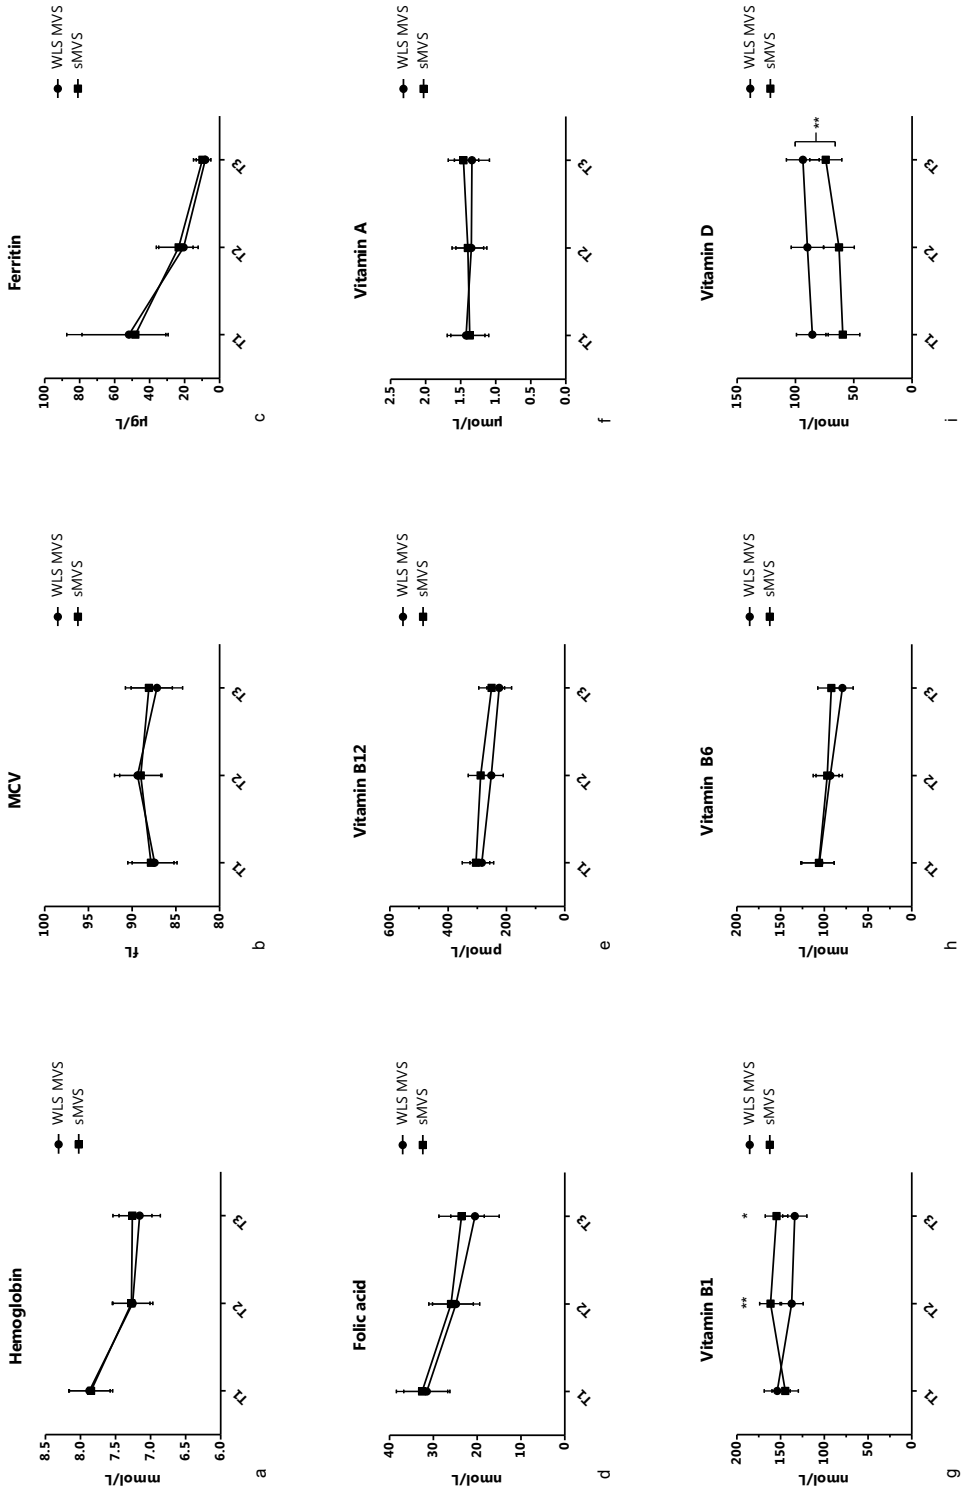 Hemoglobin
mmol/L
8.5
8.0
7.5
7.0
6.5
6.0
T1
T2
T3
WLS MVS
sMVS
a
MCV
fL
100
95
90
85
80
T1
T2
T3
WLS MVS
sMVS
b
Ferritin
µg/L
100
80
60
40
20
0
T1
T2
T3
WLS MVS
sMVS
c
Folic acid
nmol/L
40
30
20
10
0
T1
T2
T3
WLS MVS
sMVS
d
Vitamin B12
pmol/L
600
400
200
0
T1
T2
T3
WLS MVS
sMVS
e
Vitamin A
µmol/L
2.5
2.0
1.5
1.0
0.5
0.0
T1
T2
T3
WLS MVS
sMVS
f
Vitamin B1
nmol/L
200
150
100
50
0
**
*
T1
T2
T3
WLS MVS
sMVS
g
Vitamin B6
nmol/L
200
150
100
50
0
T1
T2
T3
WLS MVS
sMVS
h
Vitamin D
nmol/L
150
100
50
0
**
T1
T2
T3
WLS MVS
sMVS
i